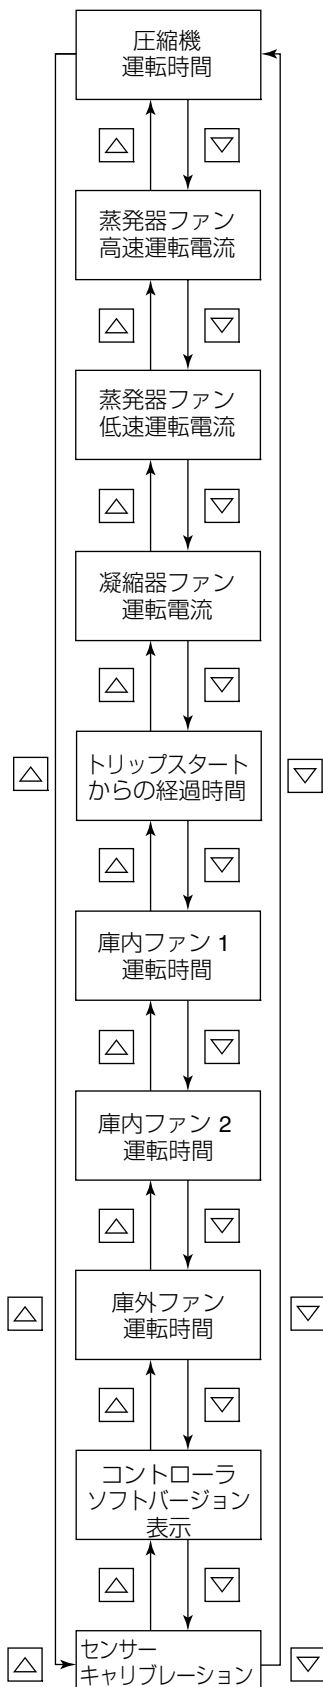 圧縮機
運転時間
蒸発器ファン
高速運転電流
蒸発器ファン
低速運転電流
凝縮器ファン
運転電流
トリップスタート
からの経過時間
庫内ファン 1
運転時間
庫内ファン 2
運転時間
庫外ファン
運転時間
コントローラ
ソフトバージョン
表示
センサー
キャリブレーション